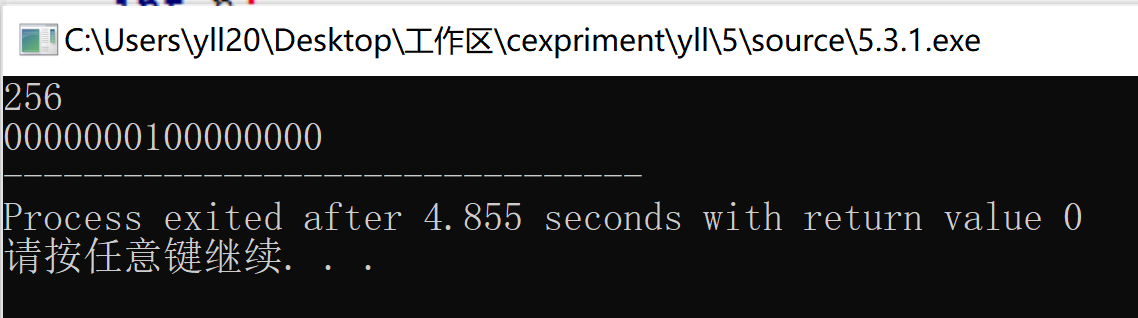 int n;
C:\Users\yll20\Desktop\工作区\cexpriment\yll\5\source\5.3.1.exe
256
0000000100000000
--------------------------------
Process exited after 4.855 seconds with return value 0
请按任意键继续. . .